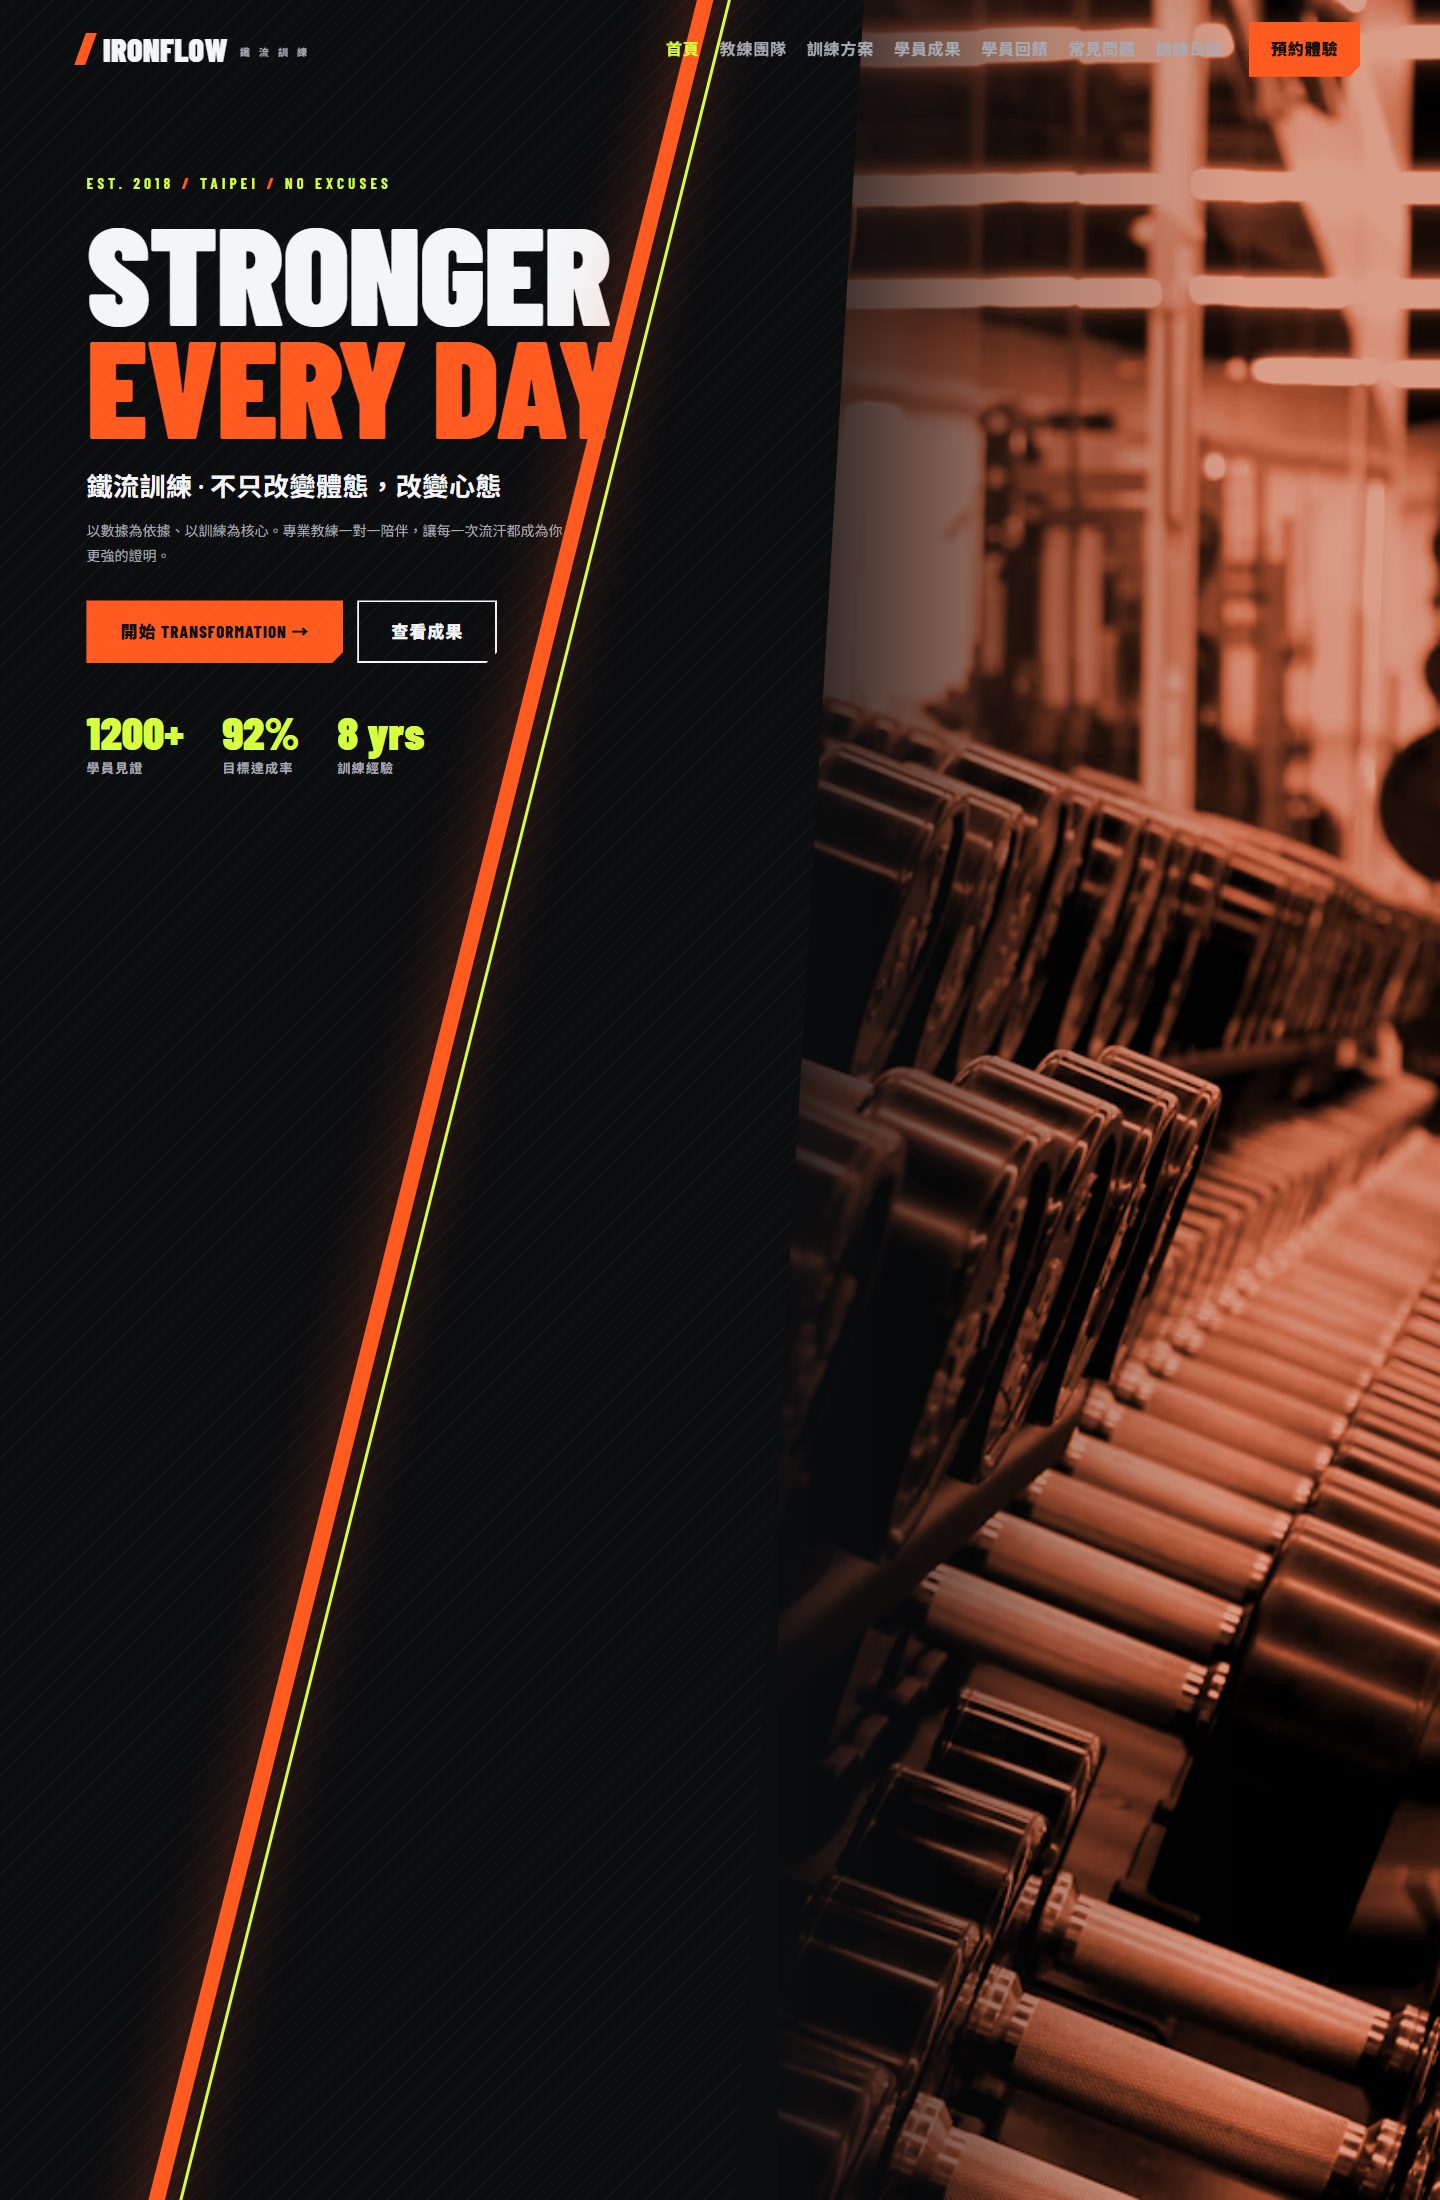 IRONFLOW 鐵流訓練
首頁 教練團隊 訓練方案 學員成果 學員回饋 常見問題 訓練日誌 預約體驗
EST. 2018 / TAIPEI / NO EXCUSES
STRONGER
EVERY DAY
鐵流訓練 · 不只改變體態，改變心態
以數據為依據、以訓練為核心。專業教練一對一陪伴，讓每一次流汗都成為你
更強的證明。
開始 TRANSFORMATION → 查看成果
1200+ 92% 8 yrs
學員見證 目標達成率 訓練經驗